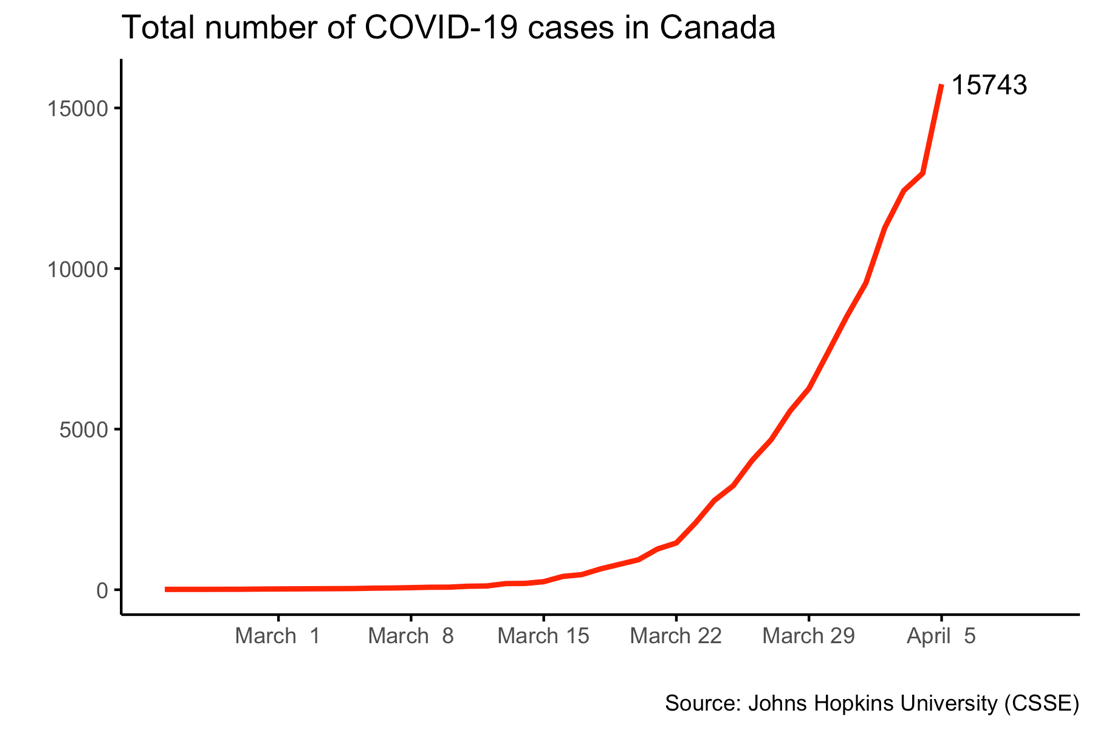 Total number of COVID-19 cases in Canada
15743
15000
10000
5000
0
March  1 March  8 March 15 March 22 March 29 April  5
Source: Johns Hopkins University (CSSE)